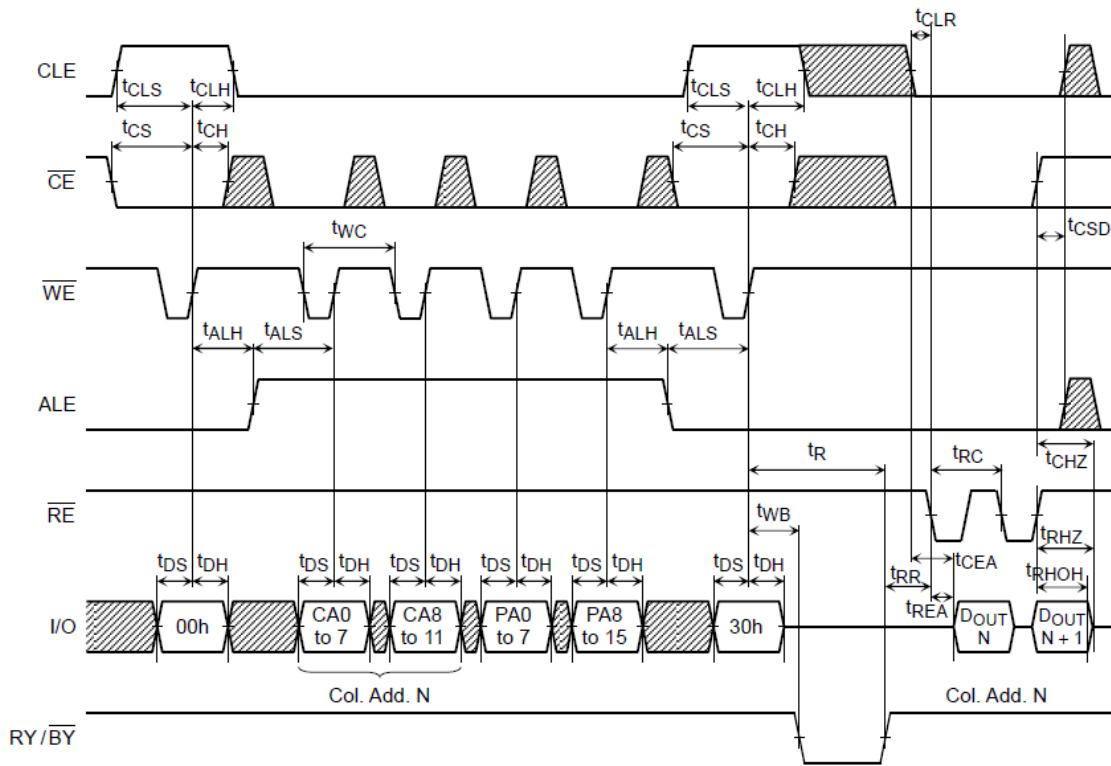 tCLR
CLE
tCLS tCLH tCLS tCLH
tCS tCH tCS tCH
CE
tWC tCSD
WE
tALH tALS tALH tALS
ALE
tR tRC tCHZ
RE
tWB tRHZ
tDS tDH tDS tDH tDS tDH tDS tDH tDS tDH tDS tDH tCEA
tRR tRHOH
tREA
I/O 00h CA0 to 7 CA8 to 11 PA0 to 7 PA8 to 15 30h DOUT N DOUT N + 1
Col. Add. N Col. Add. N
RY / BY